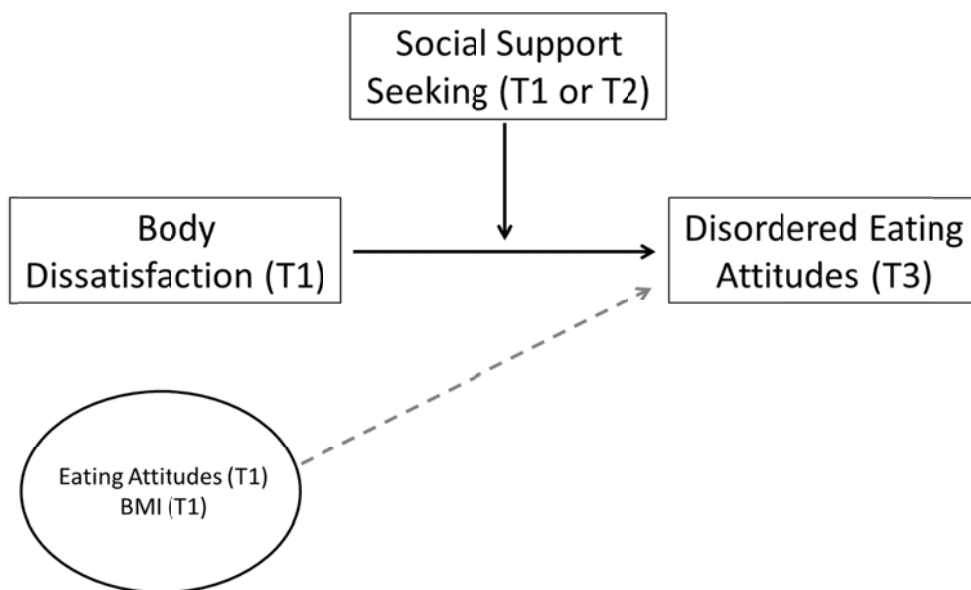 Social Support
Seeking (T1 or T2)
Body
Dissatisfaction (T1)
Disordered Eating
Attitudes (T3)
Eating Attitudes (T1)
BMI (T1)